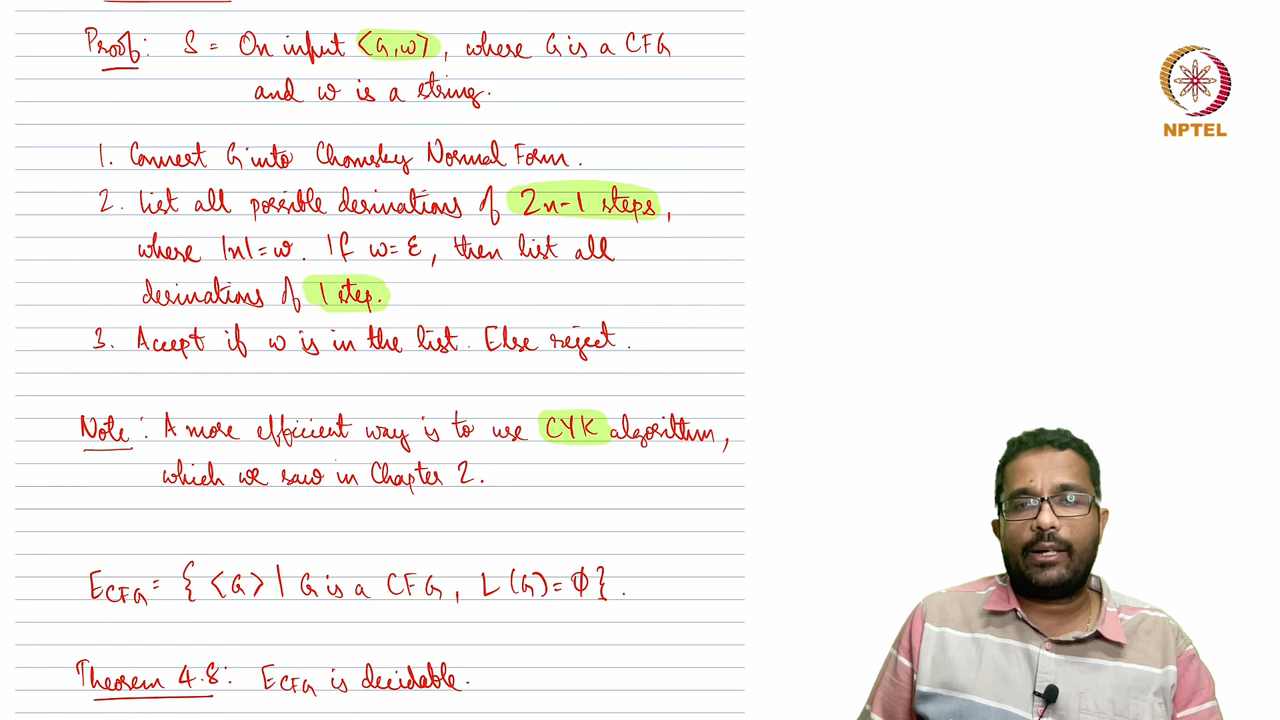 Proof: S = On input <G,w>, where G is a CFG
and w is a string.
1. Convert G into Chomsky Normal Form.
2. List all possible derivations of 2n-1 steps,
where |n|=w. If w=ε, then list all
derivations of 1 step.
3. Accept if w is in the list. Else reject.
Note: A more efficient way is to use CYK algorithm,
which we saw in Chapter 2.
E_CFG = { <G> | G is a CFG, L(G)=Φ}.
Theorem 4.8: E_CFG is decidable.
NPTEL